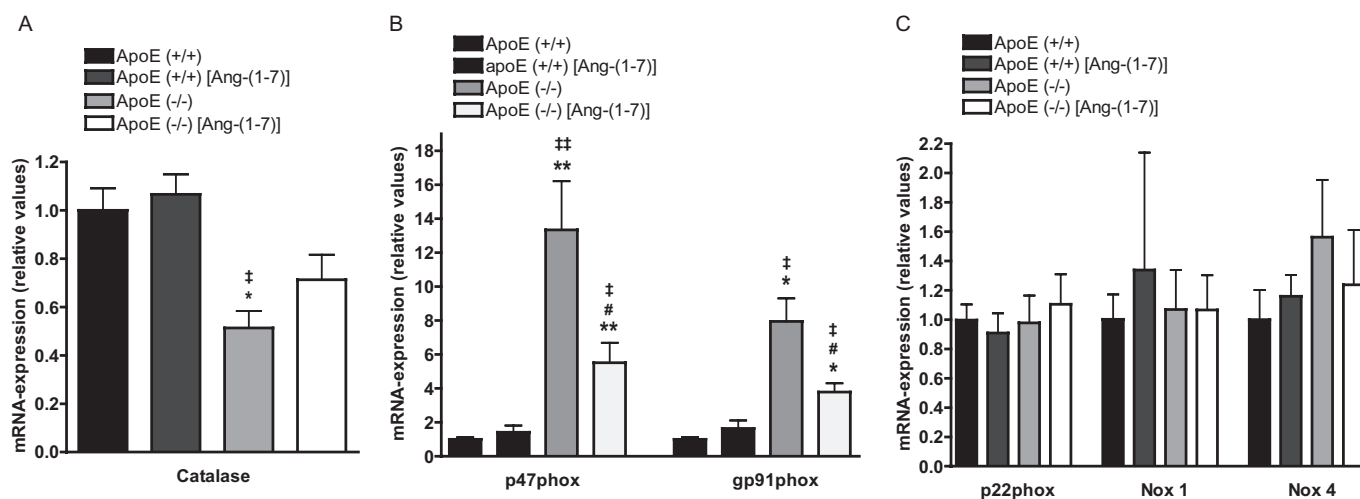 A
ApoE (+/+)
ApoE (+/+) [Ang-(1-7)]
ApoE (-/-)
ApoE (-/-) [Ang-(1-7)]
mRNA-expression (relative values)
1.2
1.0
0.8
0.6
0.4
0.2
0.0
‡
*
Catalase
B
ApoE (+/+)
apoE (+/+) [Ang-(1-7)]
ApoE (-/-)
ApoE (-/-) [Ang-(1-7)]
mRNA-expression (relative values)
18
16
14
12
10
8
6
4
2
0
‡‡
**
‡
#
**
‡
*
‡
#
*
p47phox
gp91phox
C
ApoE (+/+)
ApoE (+/+) [Ang-(1-7)]
ApoE (-/-)
ApoE (-/-) [Ang-(1-7)]
mRNA-expression (relative values)
2.2
2.0
1.8
1.6
1.4
1.2
1.0
0.8
0.6
0.4
0.2
0.0
p22phox
Nox 1
Nox 4